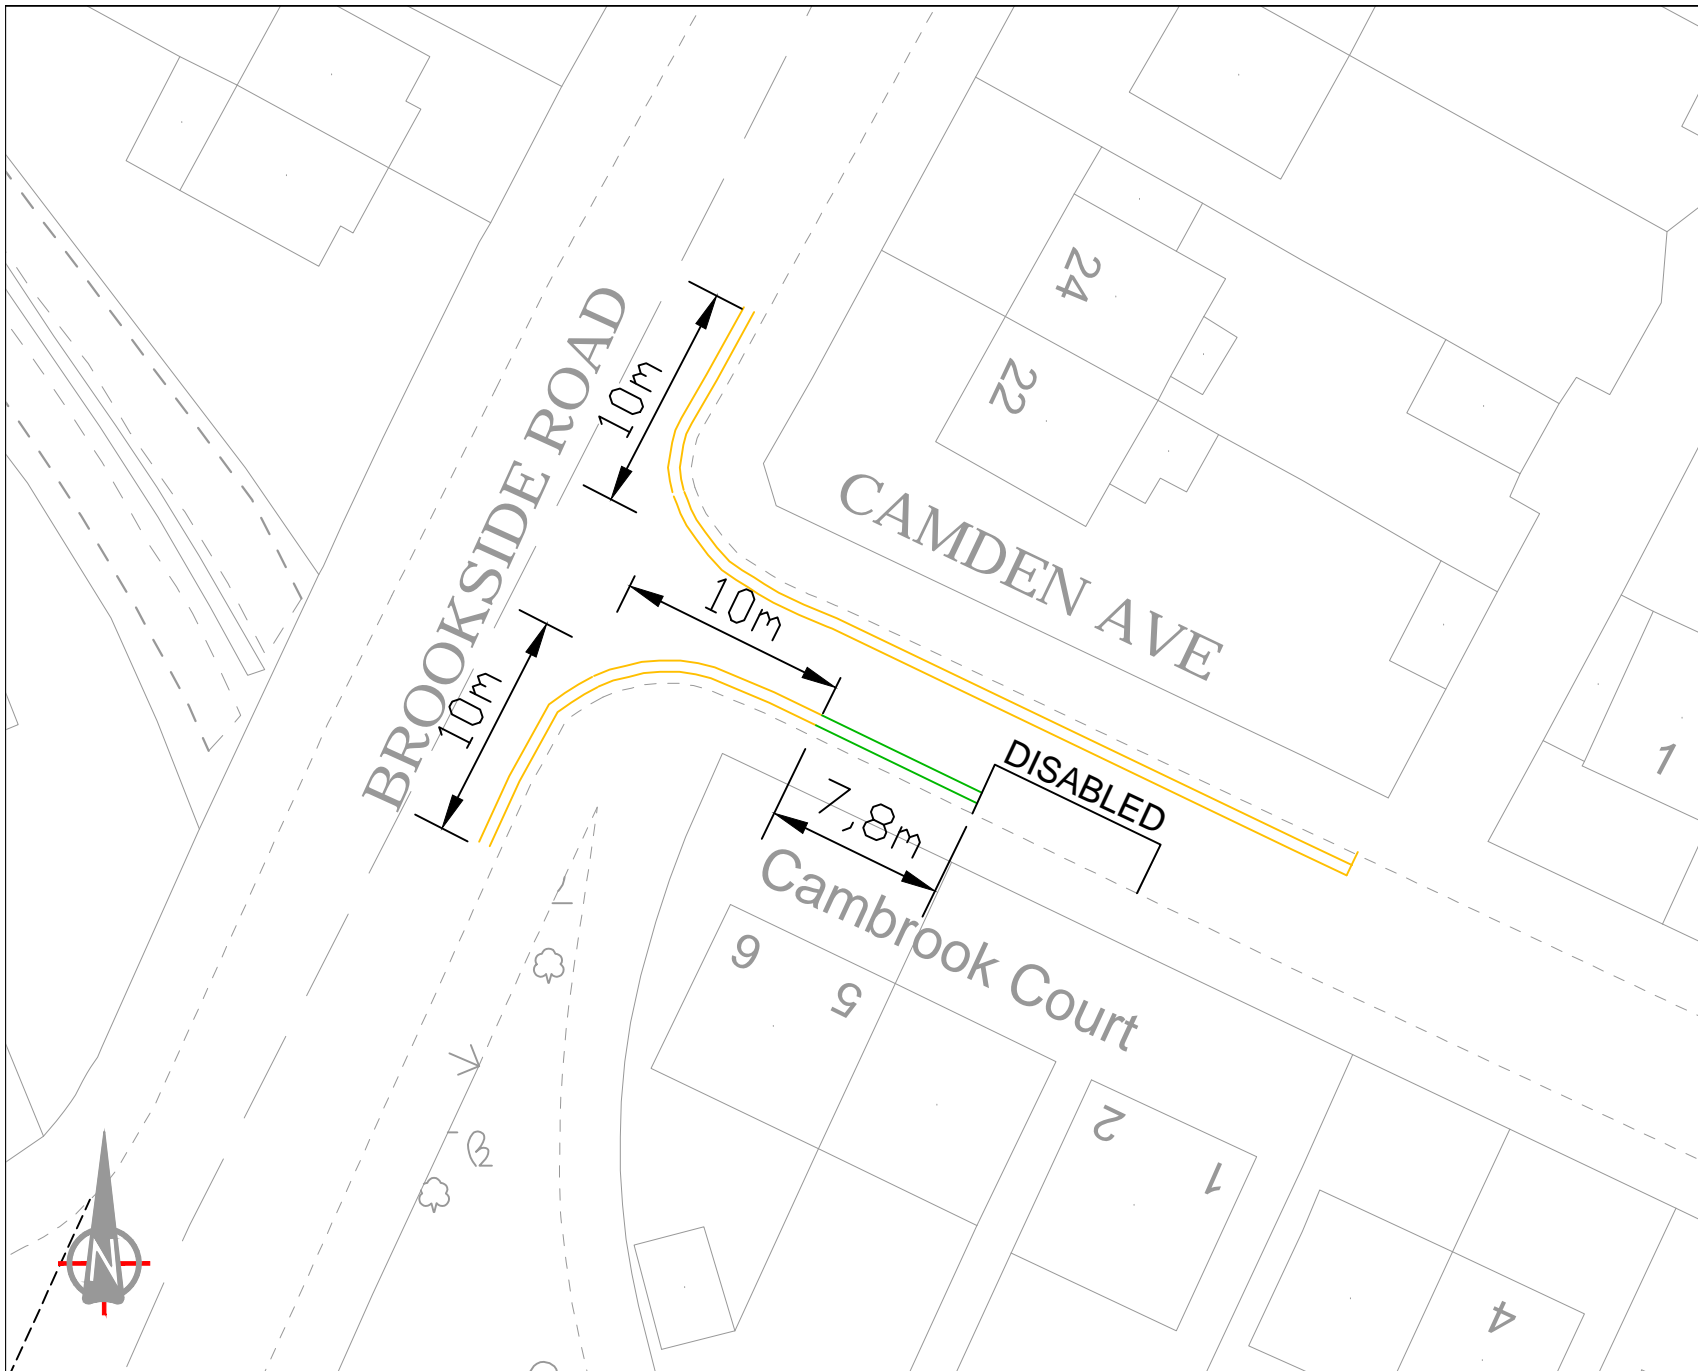 24
22
BROOKSIDE ROAD
10m
CAMDEN AVE
10m
10m
DISABLED
7,8m
Cambrook Court
1
6
5
2
1
4
N